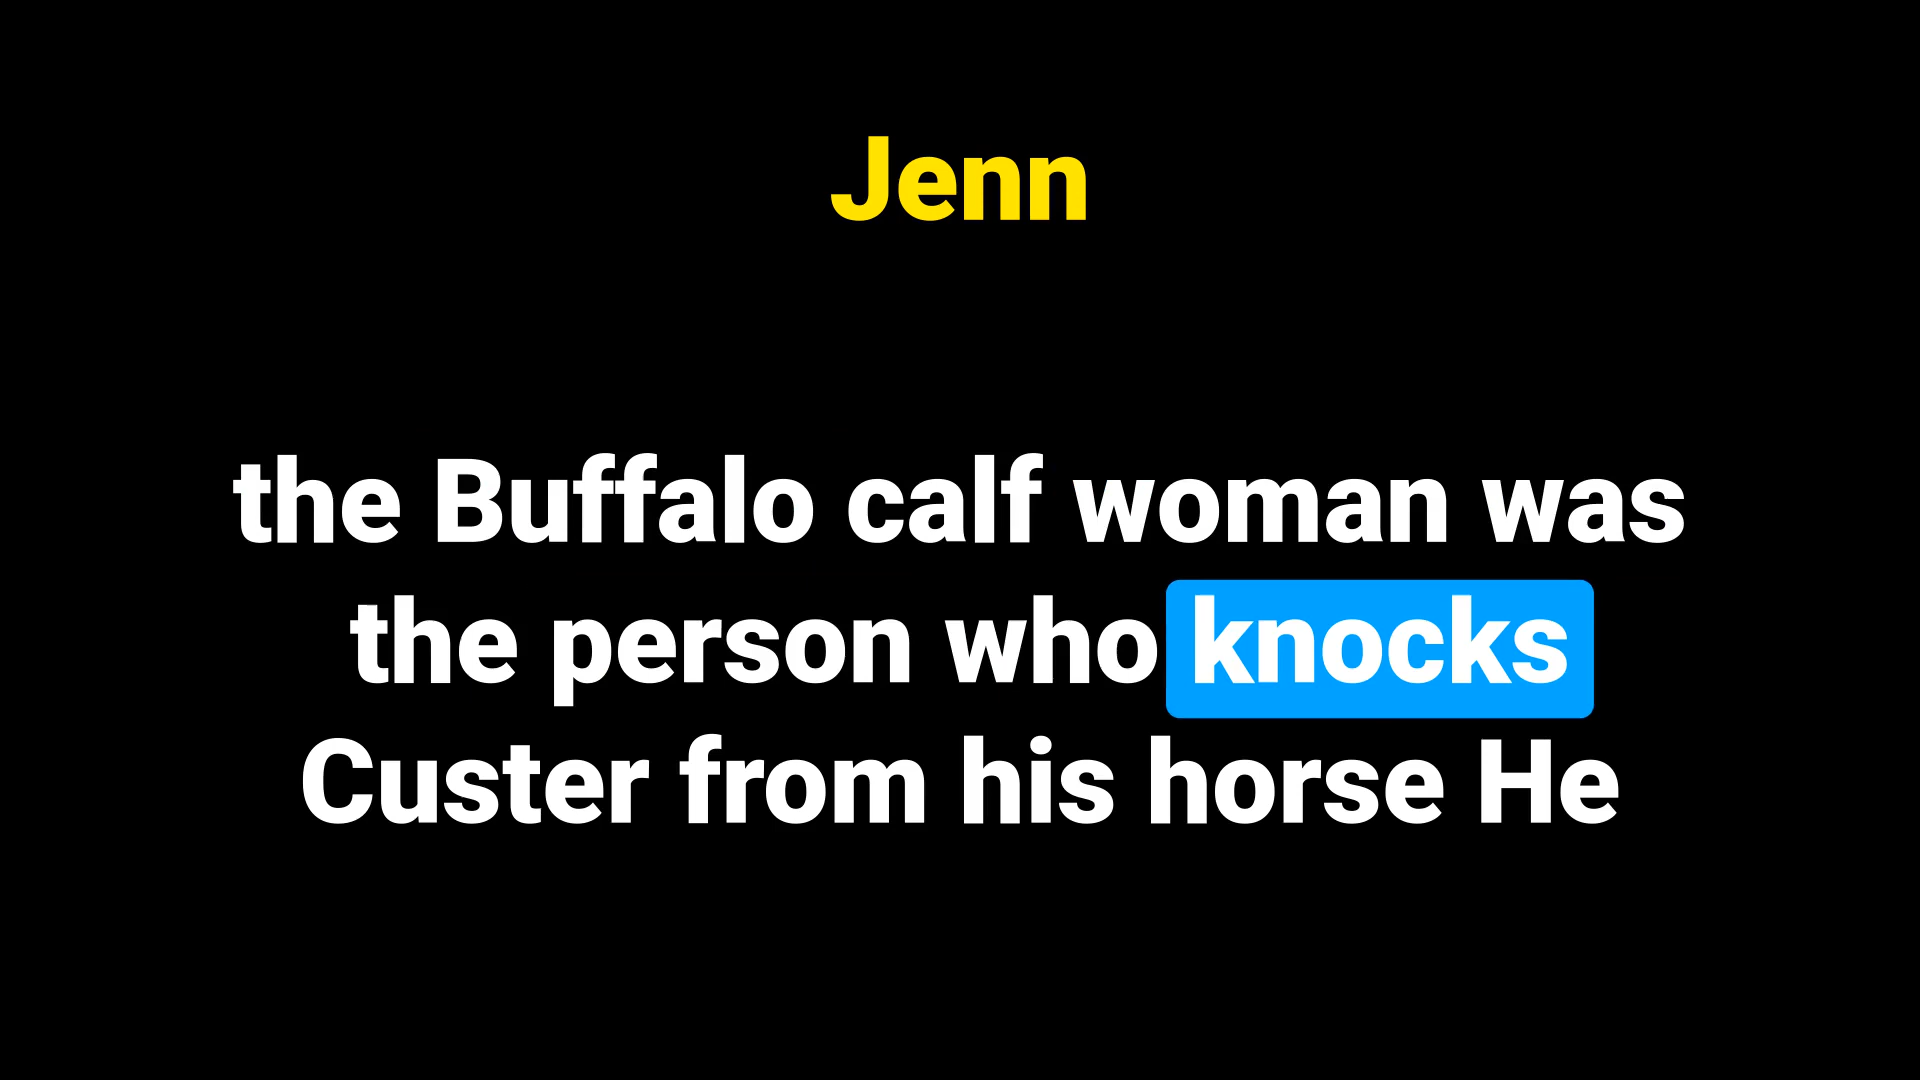 Jenn
the Buffalo calf woman was
the person who knocks
Custer from his horse He